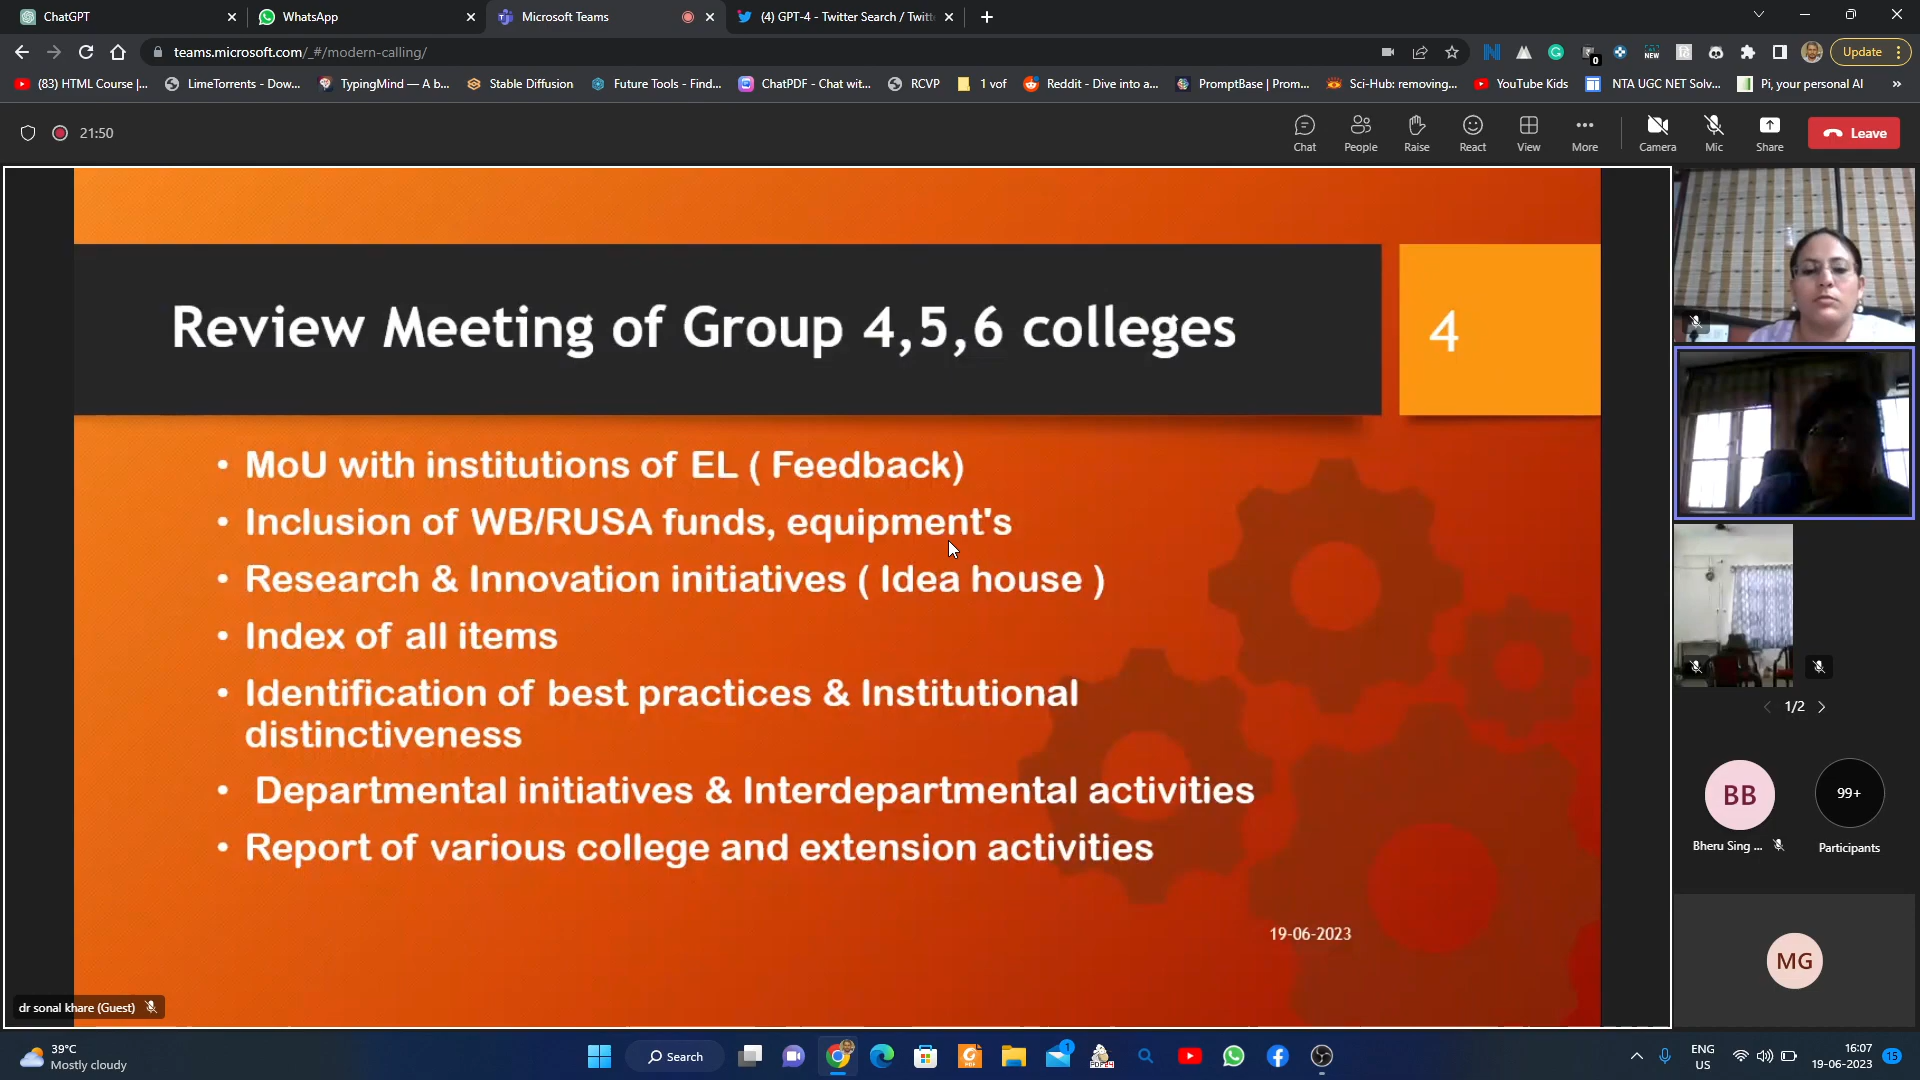 ChatGPT
WhatsApp
Microsoft Teams
(4) GPT-4 - Twitter Search / Twitt
teams.microsoft.com/_#/modern-calling/
0
NEW
Update
(83) HTML Course |...
LimeTorrents - Dow...
TypingMind — A b...
Stable Diffusion
Future Tools - Find...
ChatPDF - Chat wit...
RCVP
1 vof
Reddit - Dive into a...
PromptBase | Prom...
Sci-Hub: removing...
YouTube Kids
NTA UGC NET Solv...
Pi, your personal AI
»
21:50
Chat
People
Raise
React
View
More
Camera
Mic
Share
Leave
Review Meeting of Group 4,5,6 colleges
4
• MoU with institutions of EL ( Feedback)
• Inclusion of WB/RUSA funds, equipment's
• Research & Innovation initiatives ( Idea house )
• Index of all items
• Identification of best practices & Institutional
distinctiveness
• Departmental initiatives & Interdepartmental activities
• Report of various college and extension activities
19-06-2023
dr sonal khare (Guest)
1/2
BB
99+
Bheru Sing ...
Participants
MG
39°C
Mostly cloudy
Search
1
ENG
US
16:07
19-06-2023
15